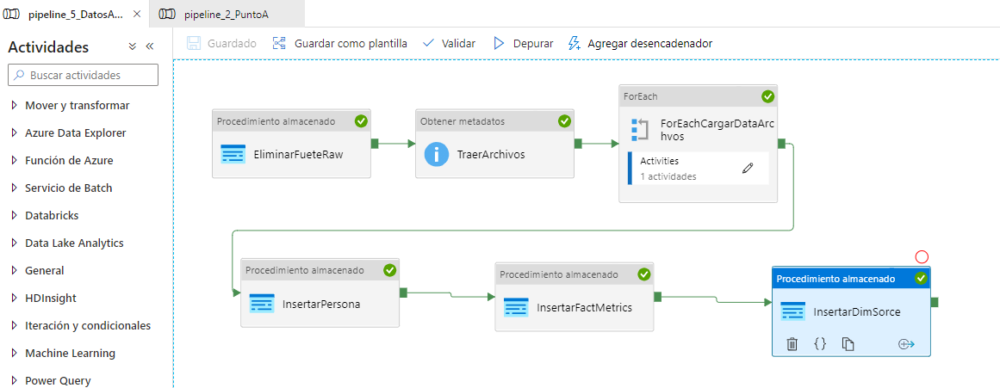 pipeline_5_DatosA...
pipeline_2_PuntoA
Actividades
Buscar actividades
Mover y transformar
Azure Data Explorer
Función de Azure
Servicio de Batch
Databricks
Data Lake Analytics
General
HDInsight
Iteración y condicionales
Machine Learning
Power Query
Guardado
Guardar como plantilla
Validar
Depurar
Agregar desencadenador
Procedimiento almacenado
EliminarFueteRaw
Obtener metadatos
TraerArchivos
ForEach
ForEachCargarDataArc
hvos
Activities
1 actividades
Procedimiento almacenado
InsertarPersona
Procedimiento almacenado
InsertarFactMetrics
Procedimiento almacenado
InsertarDimSorce